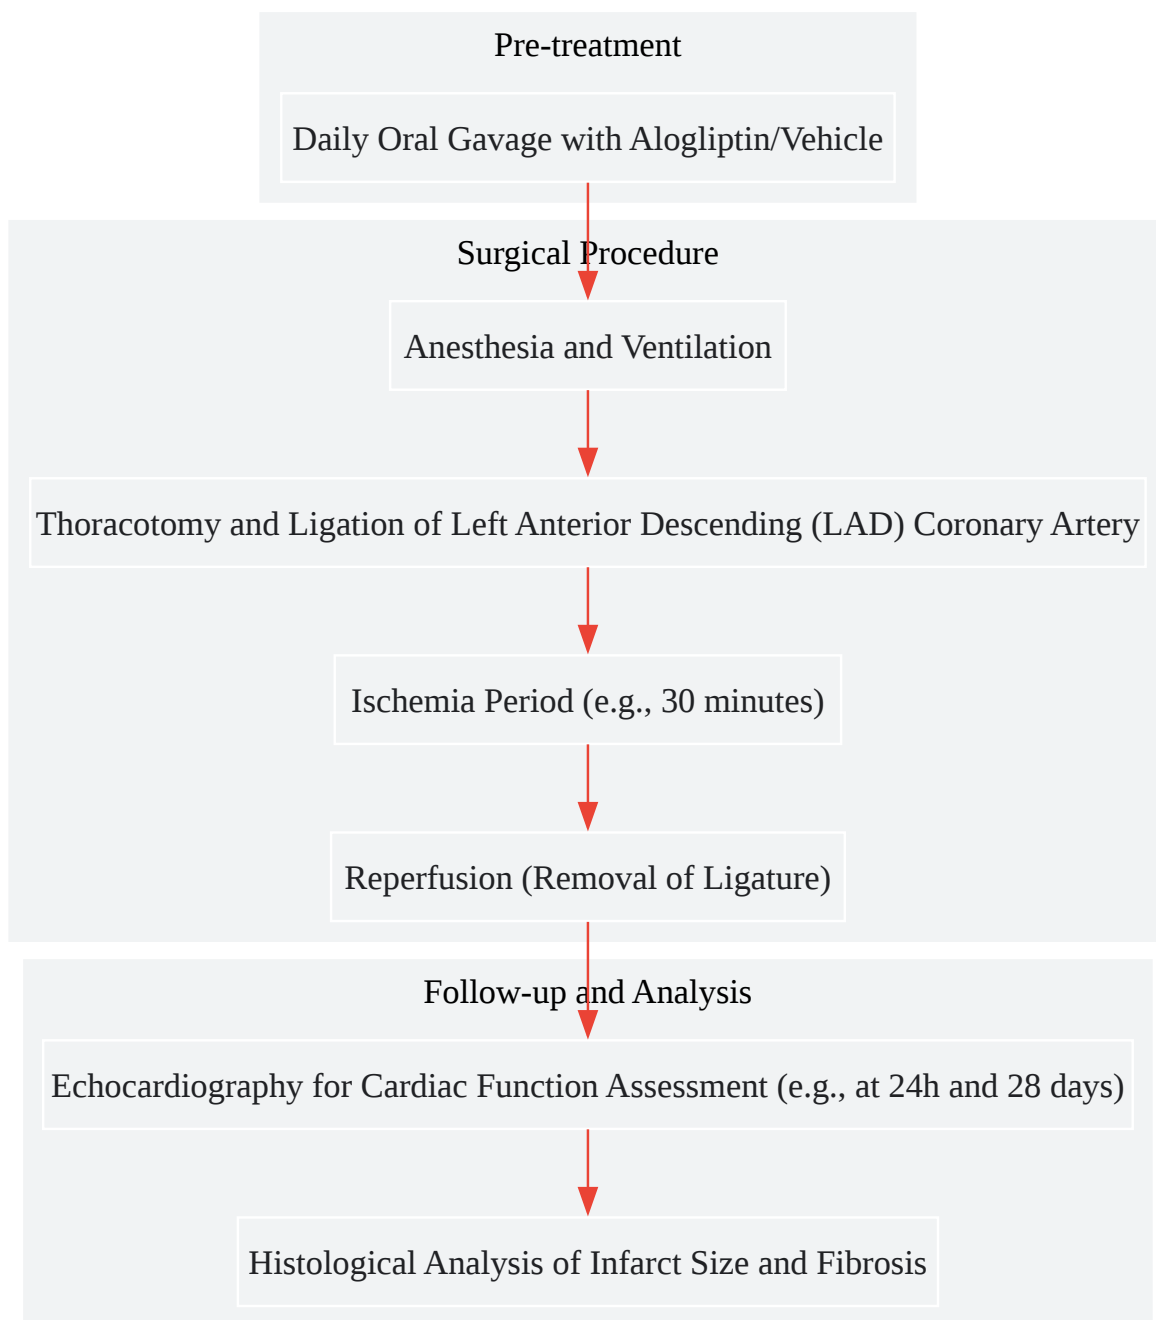 Pre-treatment
Daily Oral Gavage with Alogliptin/Vehicle
Surgical Procedure
Anesthesia and Ventilation
Thoracotomy and Ligation of Left Anterior Descending (LAD) Coronary Artery
Ischemia Period (e.g., 30 minutes)
Reperfusion (Removal of Ligature)
Follow-up and Analysis
Echocardiography for Cardiac Function Assessment (e.g., at 24h and 28 days)
Histological Analysis of Infarct Size and Fibrosis